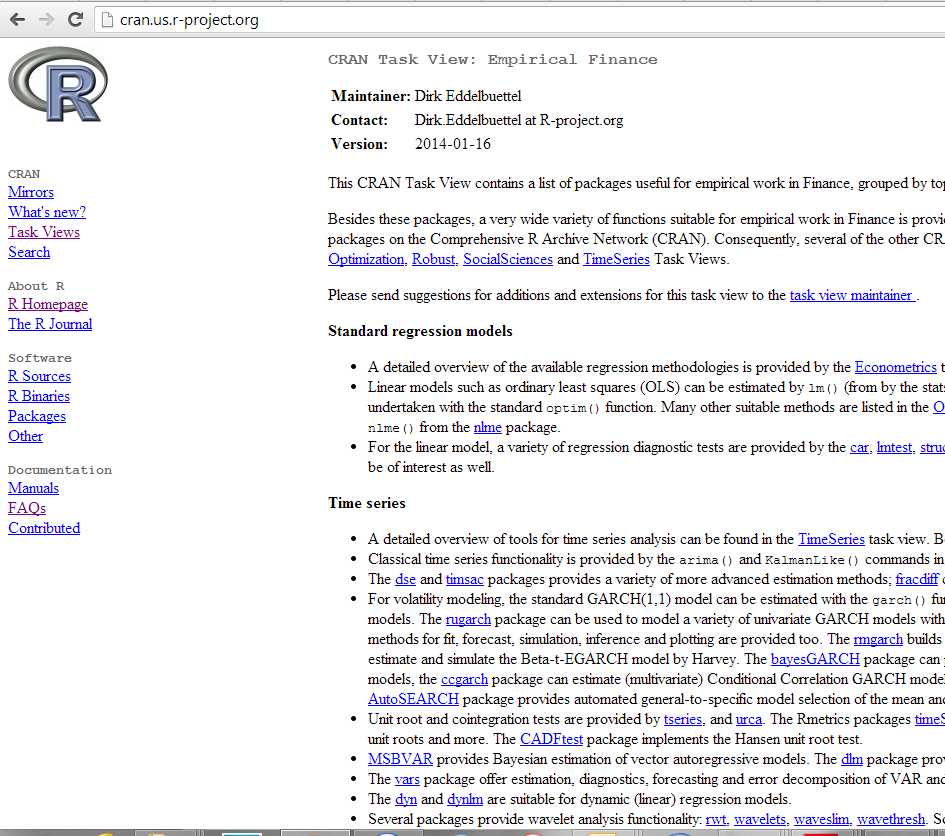 cran.us.r-project.org
R
CRAN
Mirrors
What's new?
Task Views
Search
About R
R Homepage
The R Journal
Software
R Sources
R Binaries
Packages
Other
Documentation
Manuals
FAQs
Contributed
CRAN Task View: Empirical Finance
Maintainer: Dirk Eddelbuettel
Contact: Dirk.Eddelbuettel at R-project.org
Version: 2014-01-16
This CRAN Task View contains a list of packages useful for empirical work in Finance, grouped by
Besides these packages, a very wide variety of functions suitable for empirical work in Finance is
packages on the Comprehensive R Archive Network (CRAN). Consequently, several of the other
Optimization, Robust, SocialSciences and TimeSeries Task Views.
Please send suggestions for additions and extensions for this task view to the task view maintainer .
Standard regression models
• A detailed overview of the available regression methodologies is provided by the Econometrics
• Linear models such as ordinary least squares (OLS) can be estimated by lm() (from by the
undertaken with the standard optim() function. Many other suitable methods are listed in the
nlme() from the nlme package.
• For the linear model, a variety of regression diagnostic tests are provided by the car, lmtest,
be of interest as well.
Time series
• A detailed overview of tools for time series analysis can be found in the TimeSeries task view.
• Classical time series functionality is provided by the arima() and KalmanLike() commands in
• The dse and timsac packages provides a variety of more advanced estimation methods; fracdiff
• For volatility modeling, the standard GARCH(1,1) model can be estimated with the garch()
models. The rugarch package can be used to model a variety of univariate GARCH models with
methods for fit, forecast, simulation, inference and plotting are provided too. The rmgarch builds
estimate and simulate the Beta-t-EGARCH model by Harvey. The bayesGARCH package can
models, the ccgarch package can estimate (multivariate) Conditional Correlation GARCH
AutoSEARCH package provides automated general-to-specific model selection of the mean
• Unit root and cointegration tests are provided by tseries, and urca. The Rmetrics packages
unit roots and more. The CADFtest package implements the Hansen unit root test.
• MSBVAR provides Bayesian estimation of vector autoregressive models. The dlm package
• The vars package offer estimation, diagnostics, forecasting and error decomposition of VAR
• The dyn and dynlm are suitable for dynamic (linear) regression models.
• Several packages provide wavelet analysis functionality: rwt, wavelets, waveslim, wavethresh.